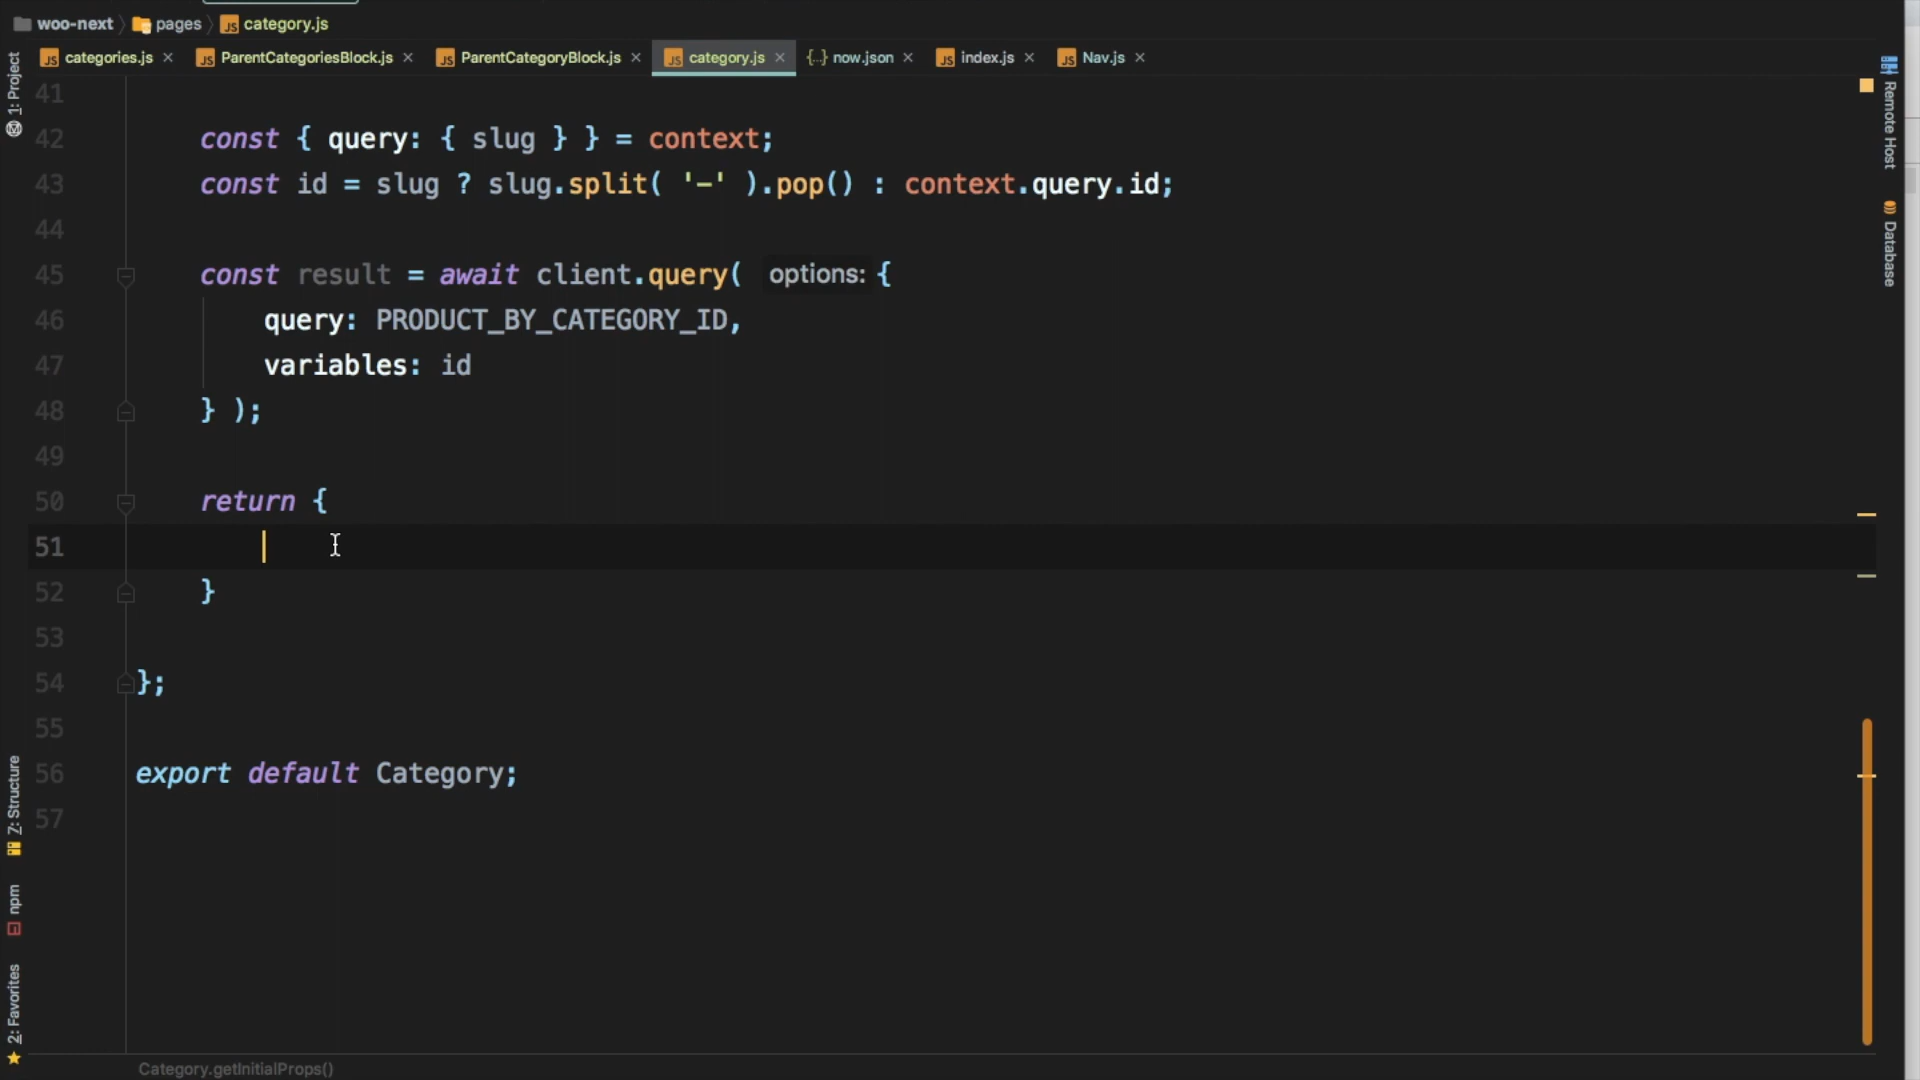 woo-next pages category.js
categories.js ParentCategoriesBlock.js ParentCategoryBlock.js category.js now.json index.js Nav.js
1: Project
Remote Host
Database
7: Structure
npm
2: Favorites
41
42 const { query: { slug } } = context;
43 const id = slug ? slug.split( '-' ).pop() : context.query.id;
44
45 const result = await client.query( options: {
46 query: PRODUCT_BY_CATEGORY_ID,
47 variables: id
48 } );
49
50 return {
51
52 }
53
54 };
55
56 export default Category;
57
Category.getInitialProps()